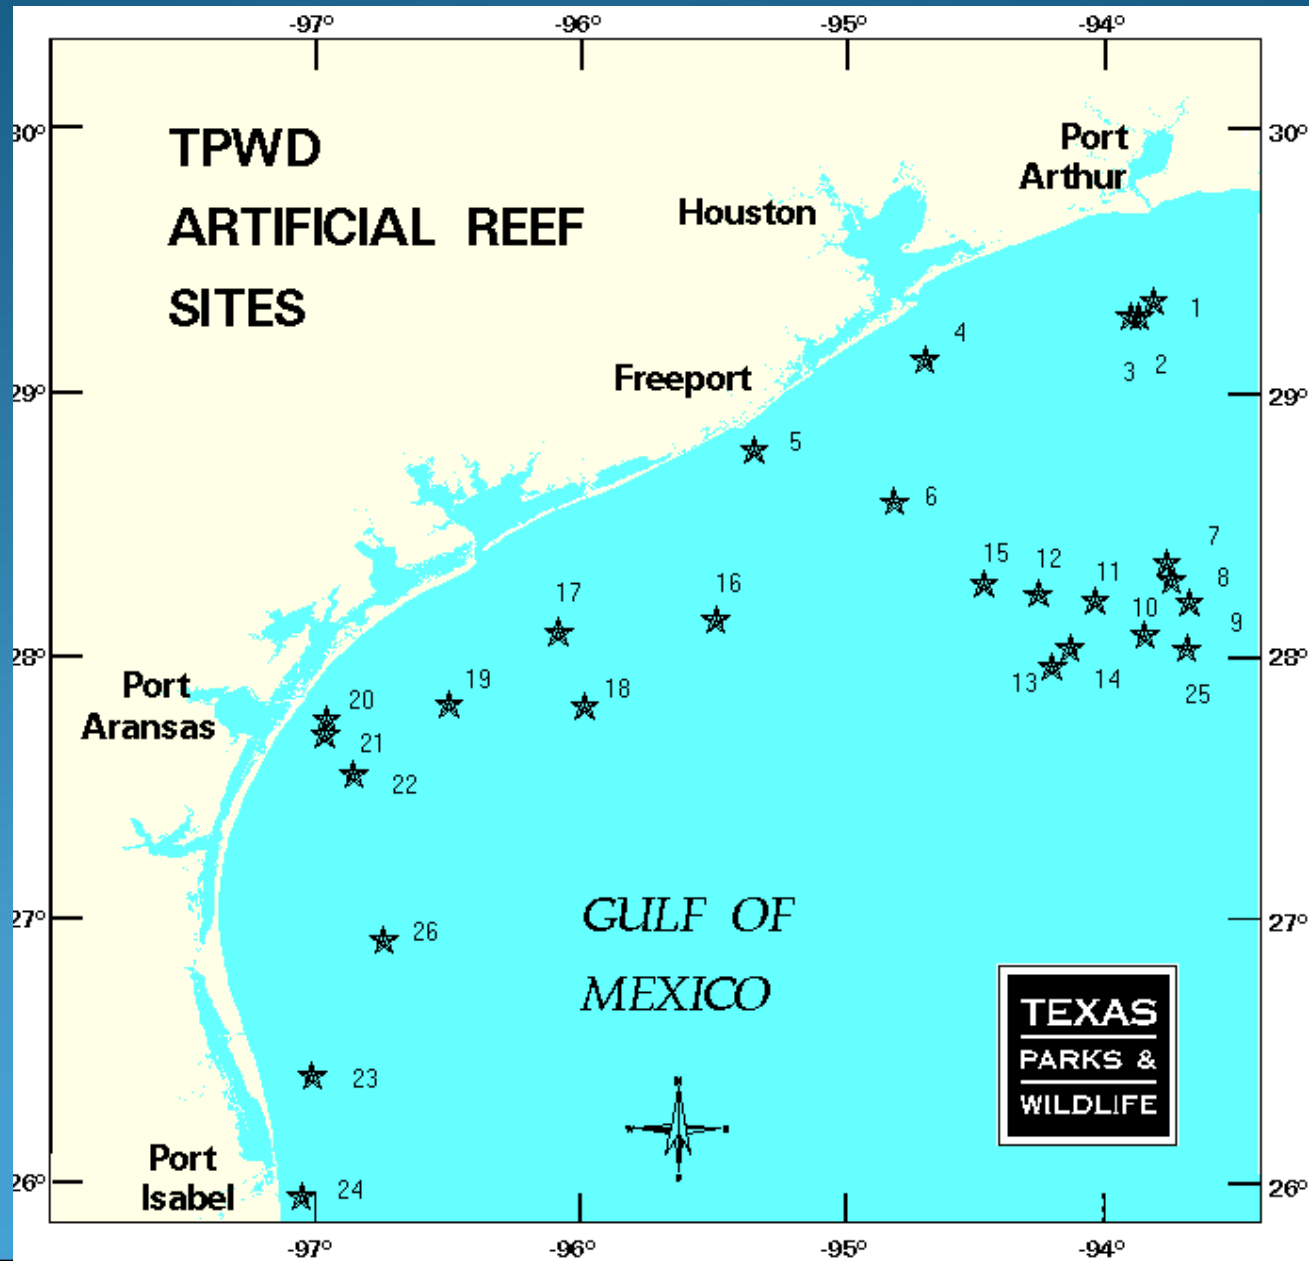 -97° -96° -95° -94°
30° 30°
TPWD
ARTIFICIAL REEF
SITES
Port
Arthur
Houston
1
2
3
4
Freeport
29° 29°
5
6
7
15 12 11 8
10 9
17 16
28° 28°
13 14 25
Port
Aransas
19 18
20
21
22
27° 27°
GULF OF
MEXICO
26
TEXAS
PARKS &
WILDLIFE
23
Port
Isabel
24
26° 26°
-97° -96° -95° -94°